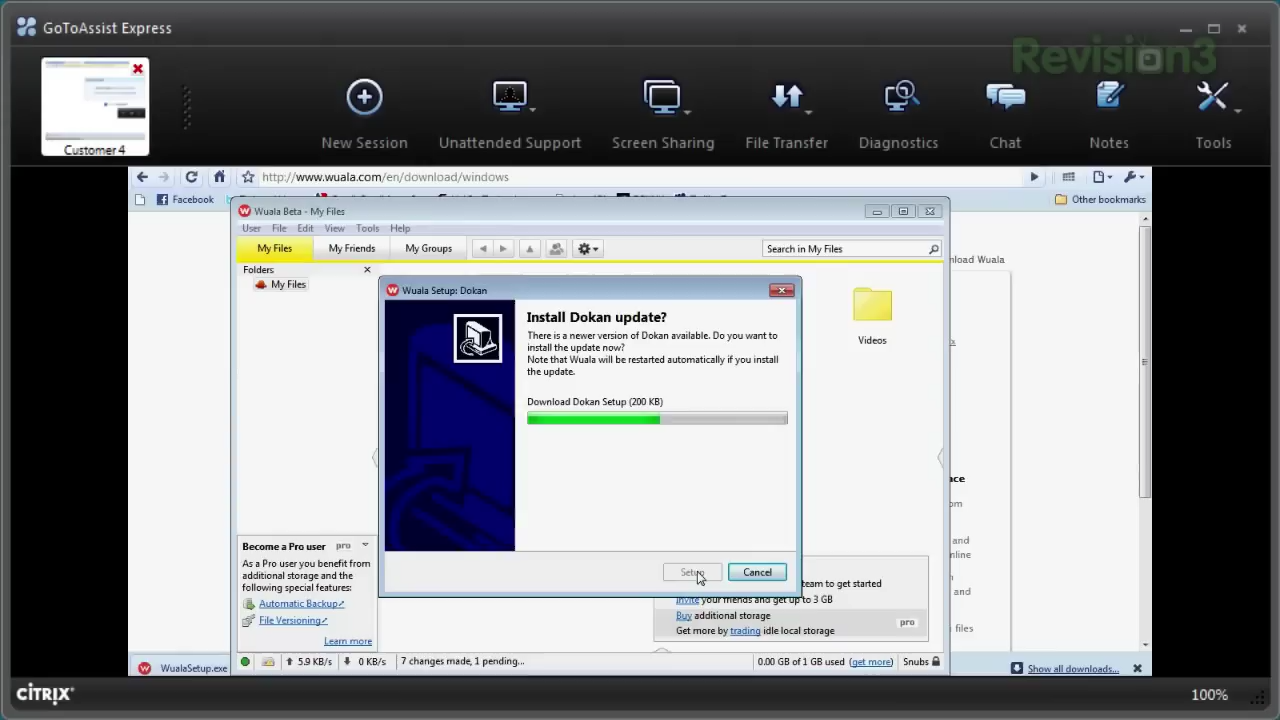 GoToAssist Express
Revision3
Customer 4
New Session
Unattended Support
Screen Sharing
File Transfer
Diagnostics
Chat
Notes
Tools
http://www.wuala.com/en/download/windows
Facebook
Other bookmarks
Wuala Beta - My Files
User File Edit View Tools Help
My Files
My Friends
My Groups
Search in My Files
nload Wuala
Folders
My Files
Wuala Setup: Dokan
Install Dokan update?
There is a newer version of Dokan available. Do you want
to install the update now?
Note that Wuala will be restarted automatically if you install
the update.
Download Dokan Setup (200 KB)
Videos
Setup
Cancel
ce
om
and
nline
and
files
Become a Pro user pro
As a Pro user you benefit from
additional storage and the
following special features:
Automatic Backup
File Versioning
Learn more
team to get started
Invite your friends and get up to 3 GB
Buy additional storage
pro
Get more by trading idle local storage
5.9 KB/s
0 KB/s
7 changes made, 1 pending...
0.00 GB of 1 GB used (get more)
Snubs
WualaSetup.exe
Show all downloads...
CITRIX
100%